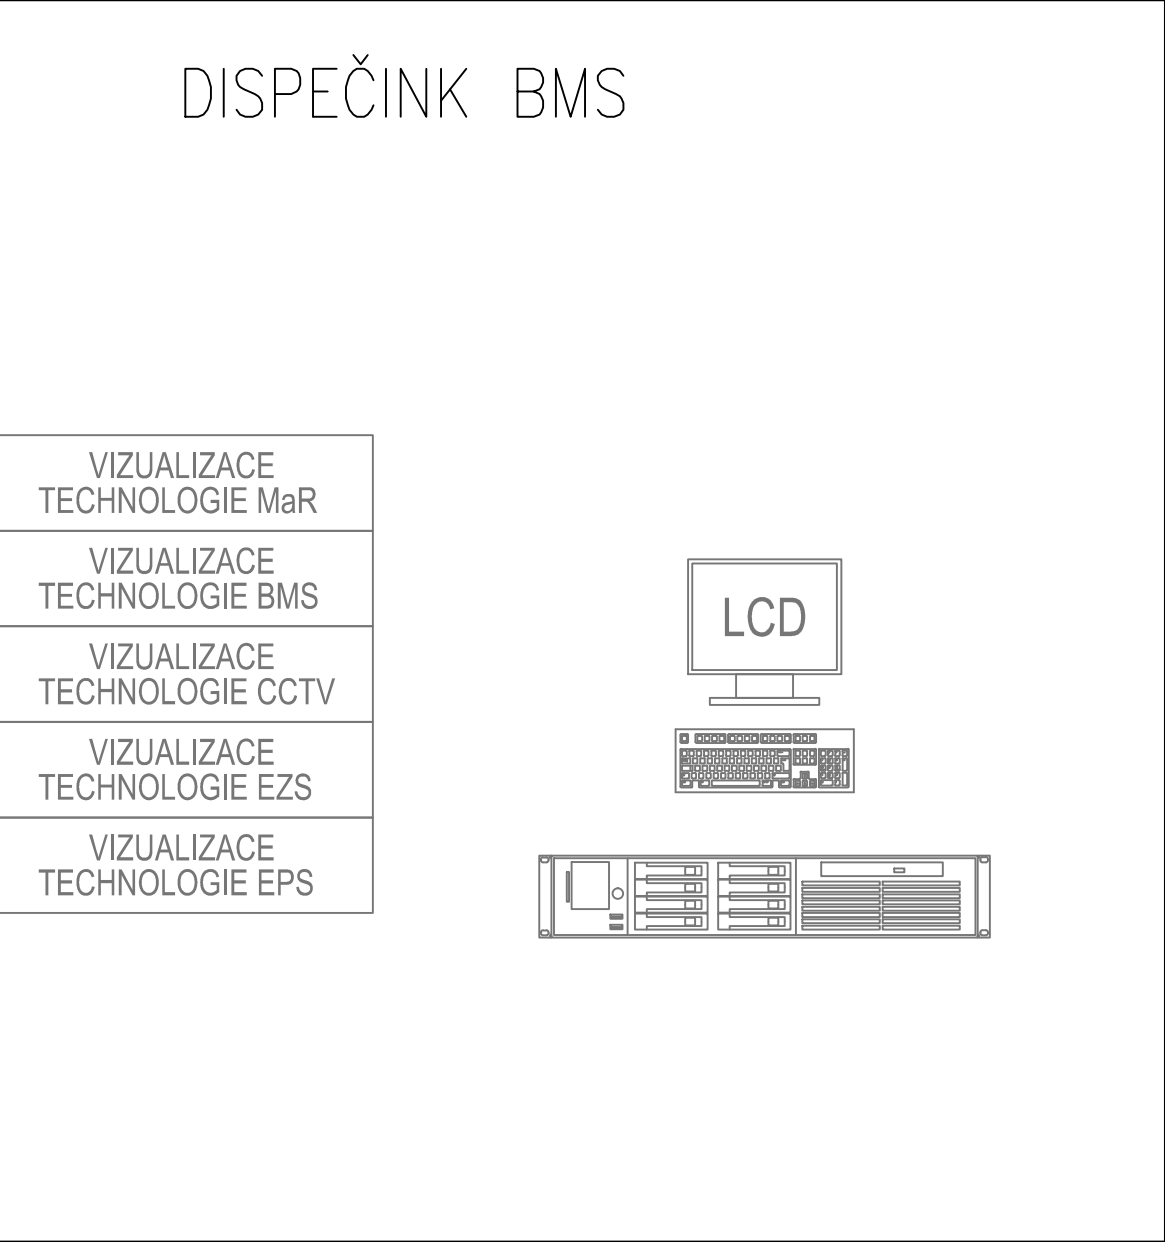 DISPEČINK BMS
VIZUALIZACE
TECHNOLOGIE MaR
VIZUALIZACE
TECHNOLOGIE BMS
VIZUALIZACE
TECHNOLOGIE CCTV
VIZUALIZACE
TECHNOLOGIE EZS
VIZUALIZACE
TECHNOLOGIE EPS
LCD